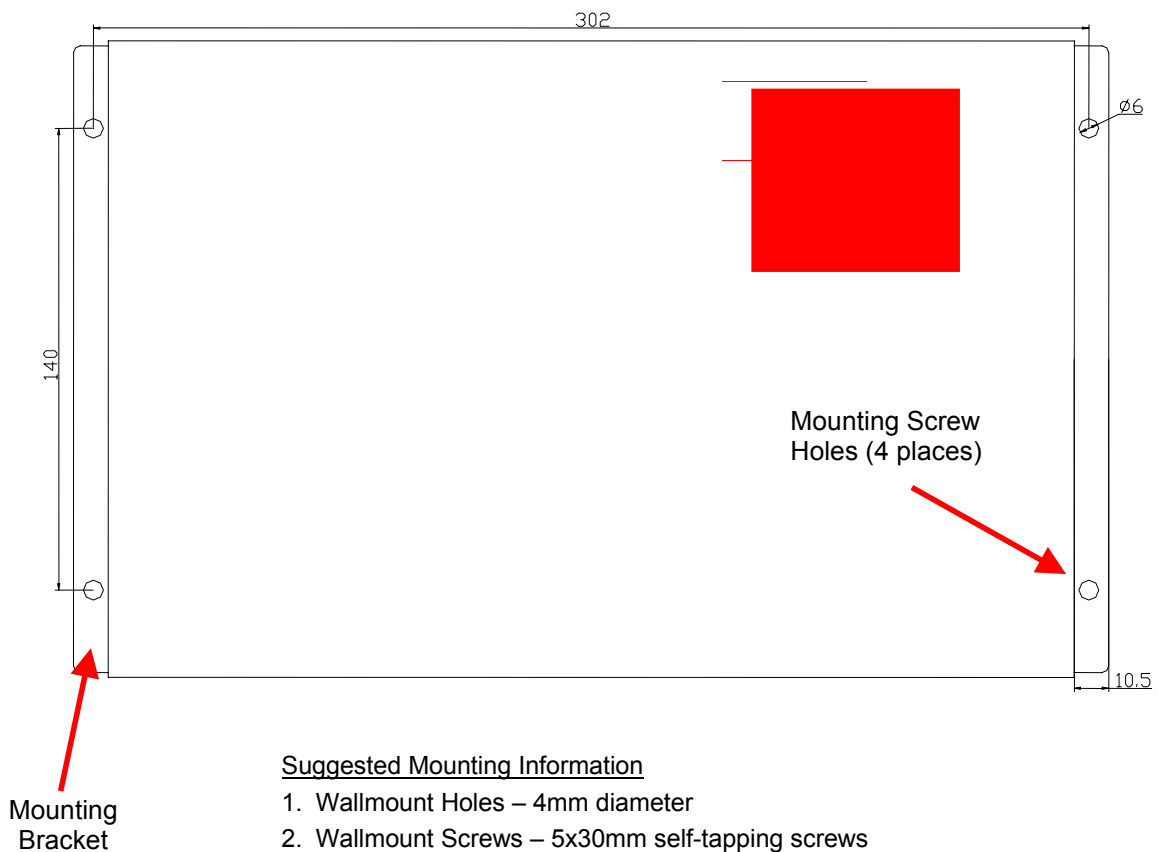 302
Ø6
140
Mounting Screw
Holes (4 places)
10.5
Mounting
Bracket
Suggested Mounting Information
1. Wallmount Holes – 4mm diameter
2. Wallmount Screws – 5x30mm self-tapping screws